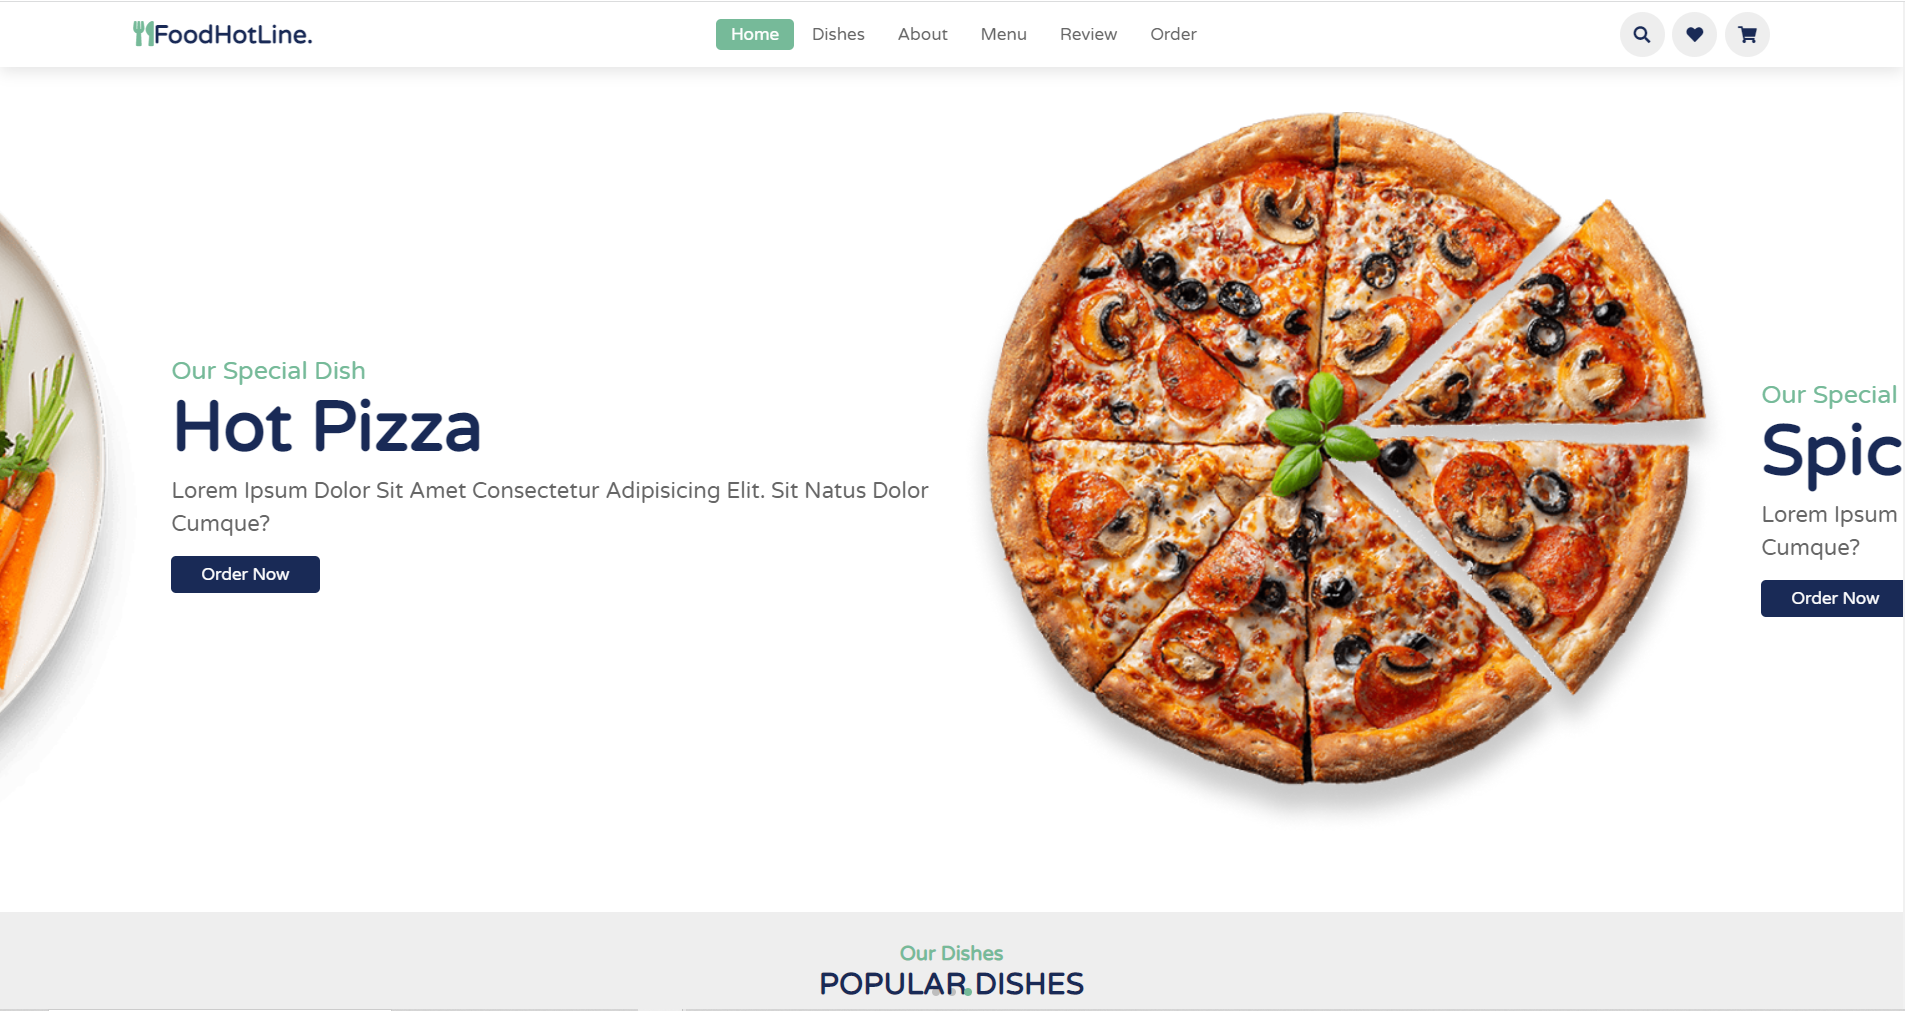 FoodHotLine.
Home Dishes About Menu Review Order
Our Special Dish
Hot Pizza
Lorem Ipsum Dolor Sit Amet Consectetur Adipisicing Elit. Sit Natus Dolor
Cumque?
Order Now
Our Special
Spic
Lorem Ipsum
Cumque?
Order Now
Our Dishes
POPULAR DISHES